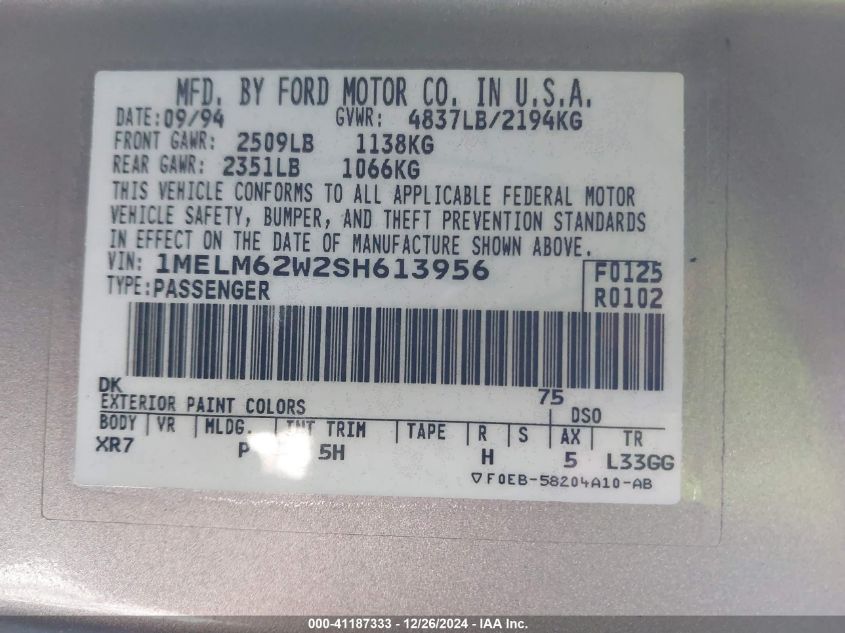 MFD. BY FORD MOTOR CO. IN U.S.A.
DATE: 09/94 GVWR: 4837LB/2194KG
FRONT GAWR: 2509LB 1138KG
REAR GAWR: 2351LB 1066KG
THIS VEHICLE CONFORMS TO ALL APPLICABLE FEDERAL MOTOR
VEHICLE SAFETY, BUMPER, AND THEFT PREVENTION STANDARDS
IN EFFECT ON THE DATE OF MANUFACTURE SHOWN ABOVE.
VIN: 1MELM62W2SH613956 F0125
TYPE: PASSENGER R0102
DK 75
EXTERIOR PAINT COLORS DSO
BODY VR MLDG. INT TRIM TAPE R S AX TR
XR7 P 5H H 5 L33GG
▽F0EB-58204A10-AB
000-41187333 - 12/26/2024 - IAA Inc.